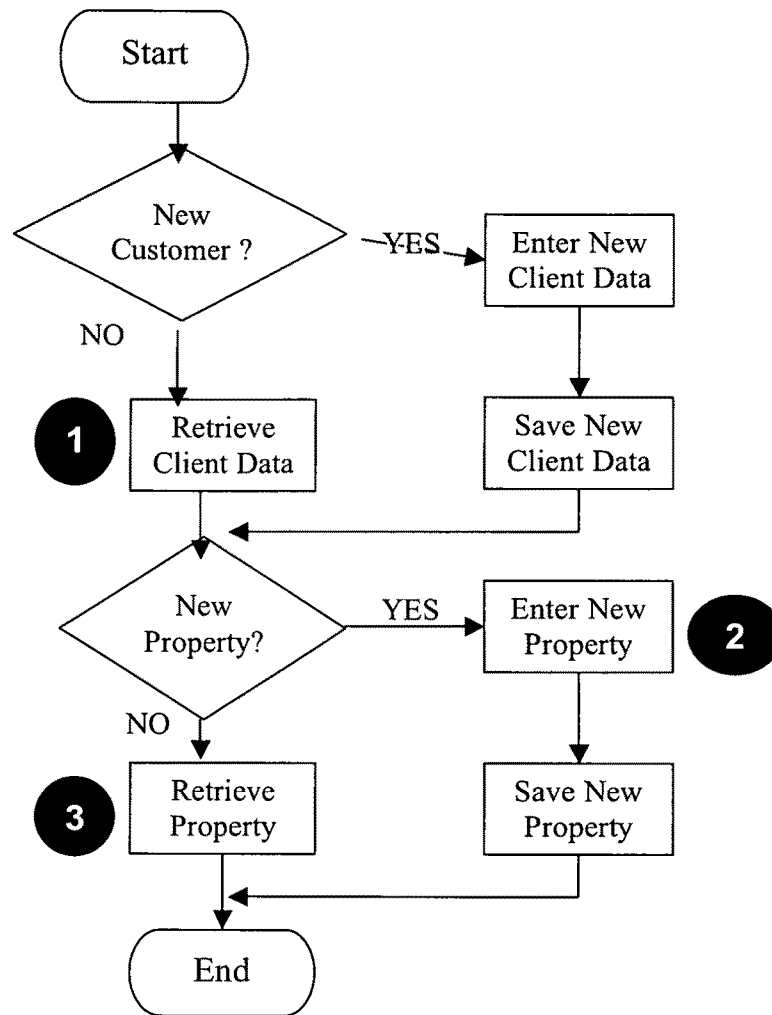 Start
New
Customer ?
YES
Enter New
Client Data
NO
1
Retrieve
Client Data
Save New
Client Data
New
Property?
YES
Enter New
Property
2
NO
3
Retrieve
Property
Save New
Property
End